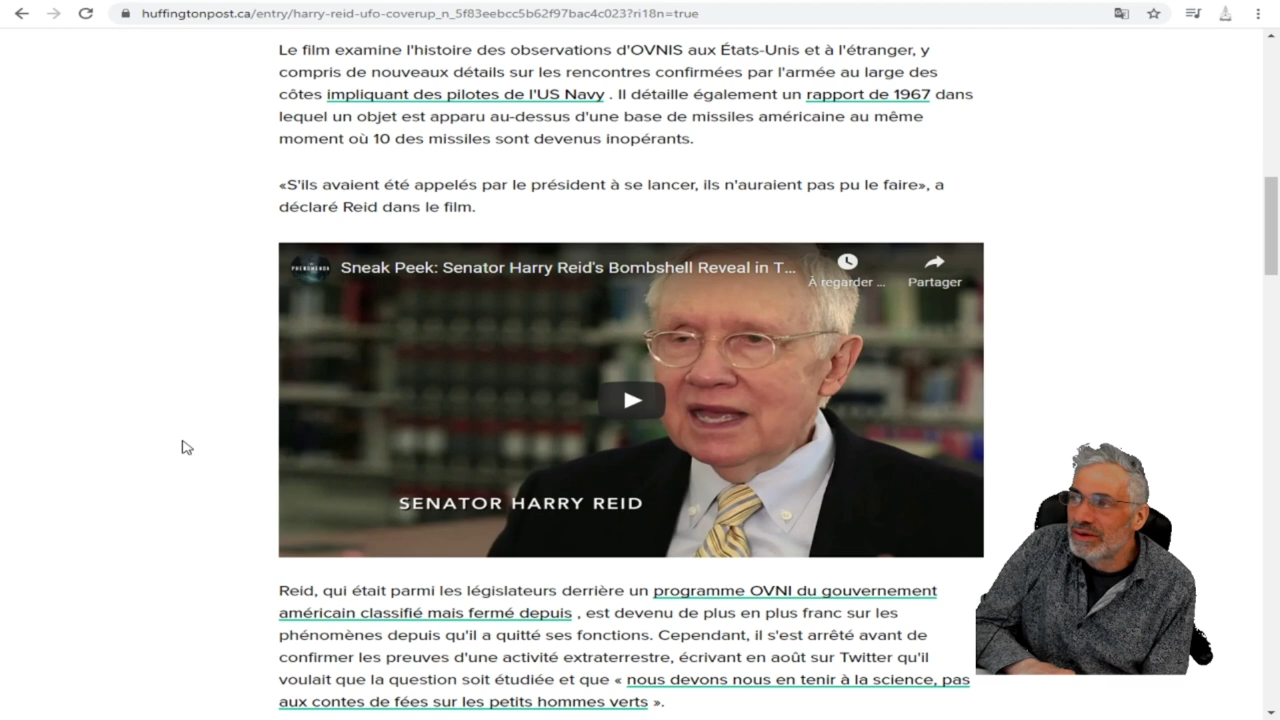 huffingtonpost.ca/entry/harry-reid-ufo-coverup_n_5f83eebcc5b62f97bac4c023?ri18n=true
Le film examine l'histoire des observations d'OVNIS aux États-Unis et à l'étranger, y
compris de nouveaux détails sur les rencontres confirmées par l'armée au large des
côtes impliquant des pilotes de l'US Navy . Il détaille également un rapport de 1967 dans
lequel un objet est apparu au-dessus d'une base de missiles américaine au même
moment où 10 des missiles sont devenus inopérants.
«S'ils avaient été appelés par le président à se lancer, ils n'auraient pas pu le faire», a
déclaré Reid dans le film.
PHENOMENON
Sneak Peek: Senator Harry Reid's Bombshell Reveal in T...
À regarder ...
Partager
SENATOR HARRY REID
Reid, qui était parmi les législateurs derrière un programme OVNI du gouvernement
américain classifié mais fermé depuis , est devenu de plus en plus franc sur les
phénomènes depuis qu'il a quitté ses fonctions. Cependant, il s'est arrêté avant de
confirmer les preuves d'une activité extraterrestre, écrivant en août sur Twitter qu'il
voulait que la question soit étudiée et que « nous devons nous en tenir à la science, pas
aux contes de fées sur les petits hommes verts ».